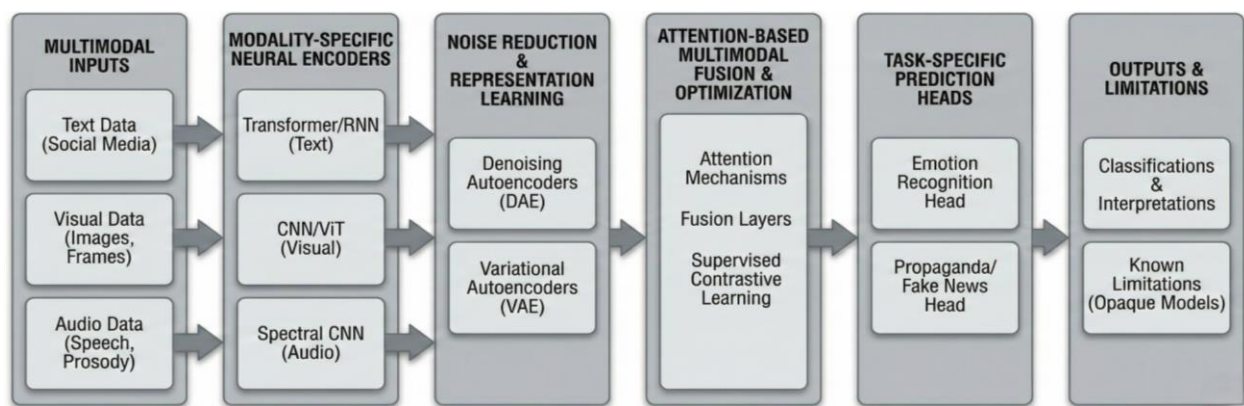 MULTIMODAL
INPUTS
Text Data
(Social Media)
Visual Data
(Images,
Frames)
Audio Data
(Speech,
Prosody)
MODALITY-SPECIFIC
NEURAL ENCODERS
Transformer/RNN
(Text)
CNN/ViT
(Visual)
Spectral CNN
(Audio)
NOISE REDUCTION
&
REPRESENTATION
LEARNING
Denoising
Autoencoders
(DAE)
Variational
Autoencoders
(VAE)
ATTENTION-BASED
MULTIMODAL
FUSION &
OPTIMIZATION
Attention
Mechanisms
Fusion Layers
Supervised
Contrastive
Learning
TASK-SPECIFIC
PREDICTION
HEADS
Emotion
Recognition
Head
Propaganda/
Fake News
Head
OUTPUTS &
LIMITATIONS
Classifications
&
Interpretations
Known
Limitations
(Opaque Models)